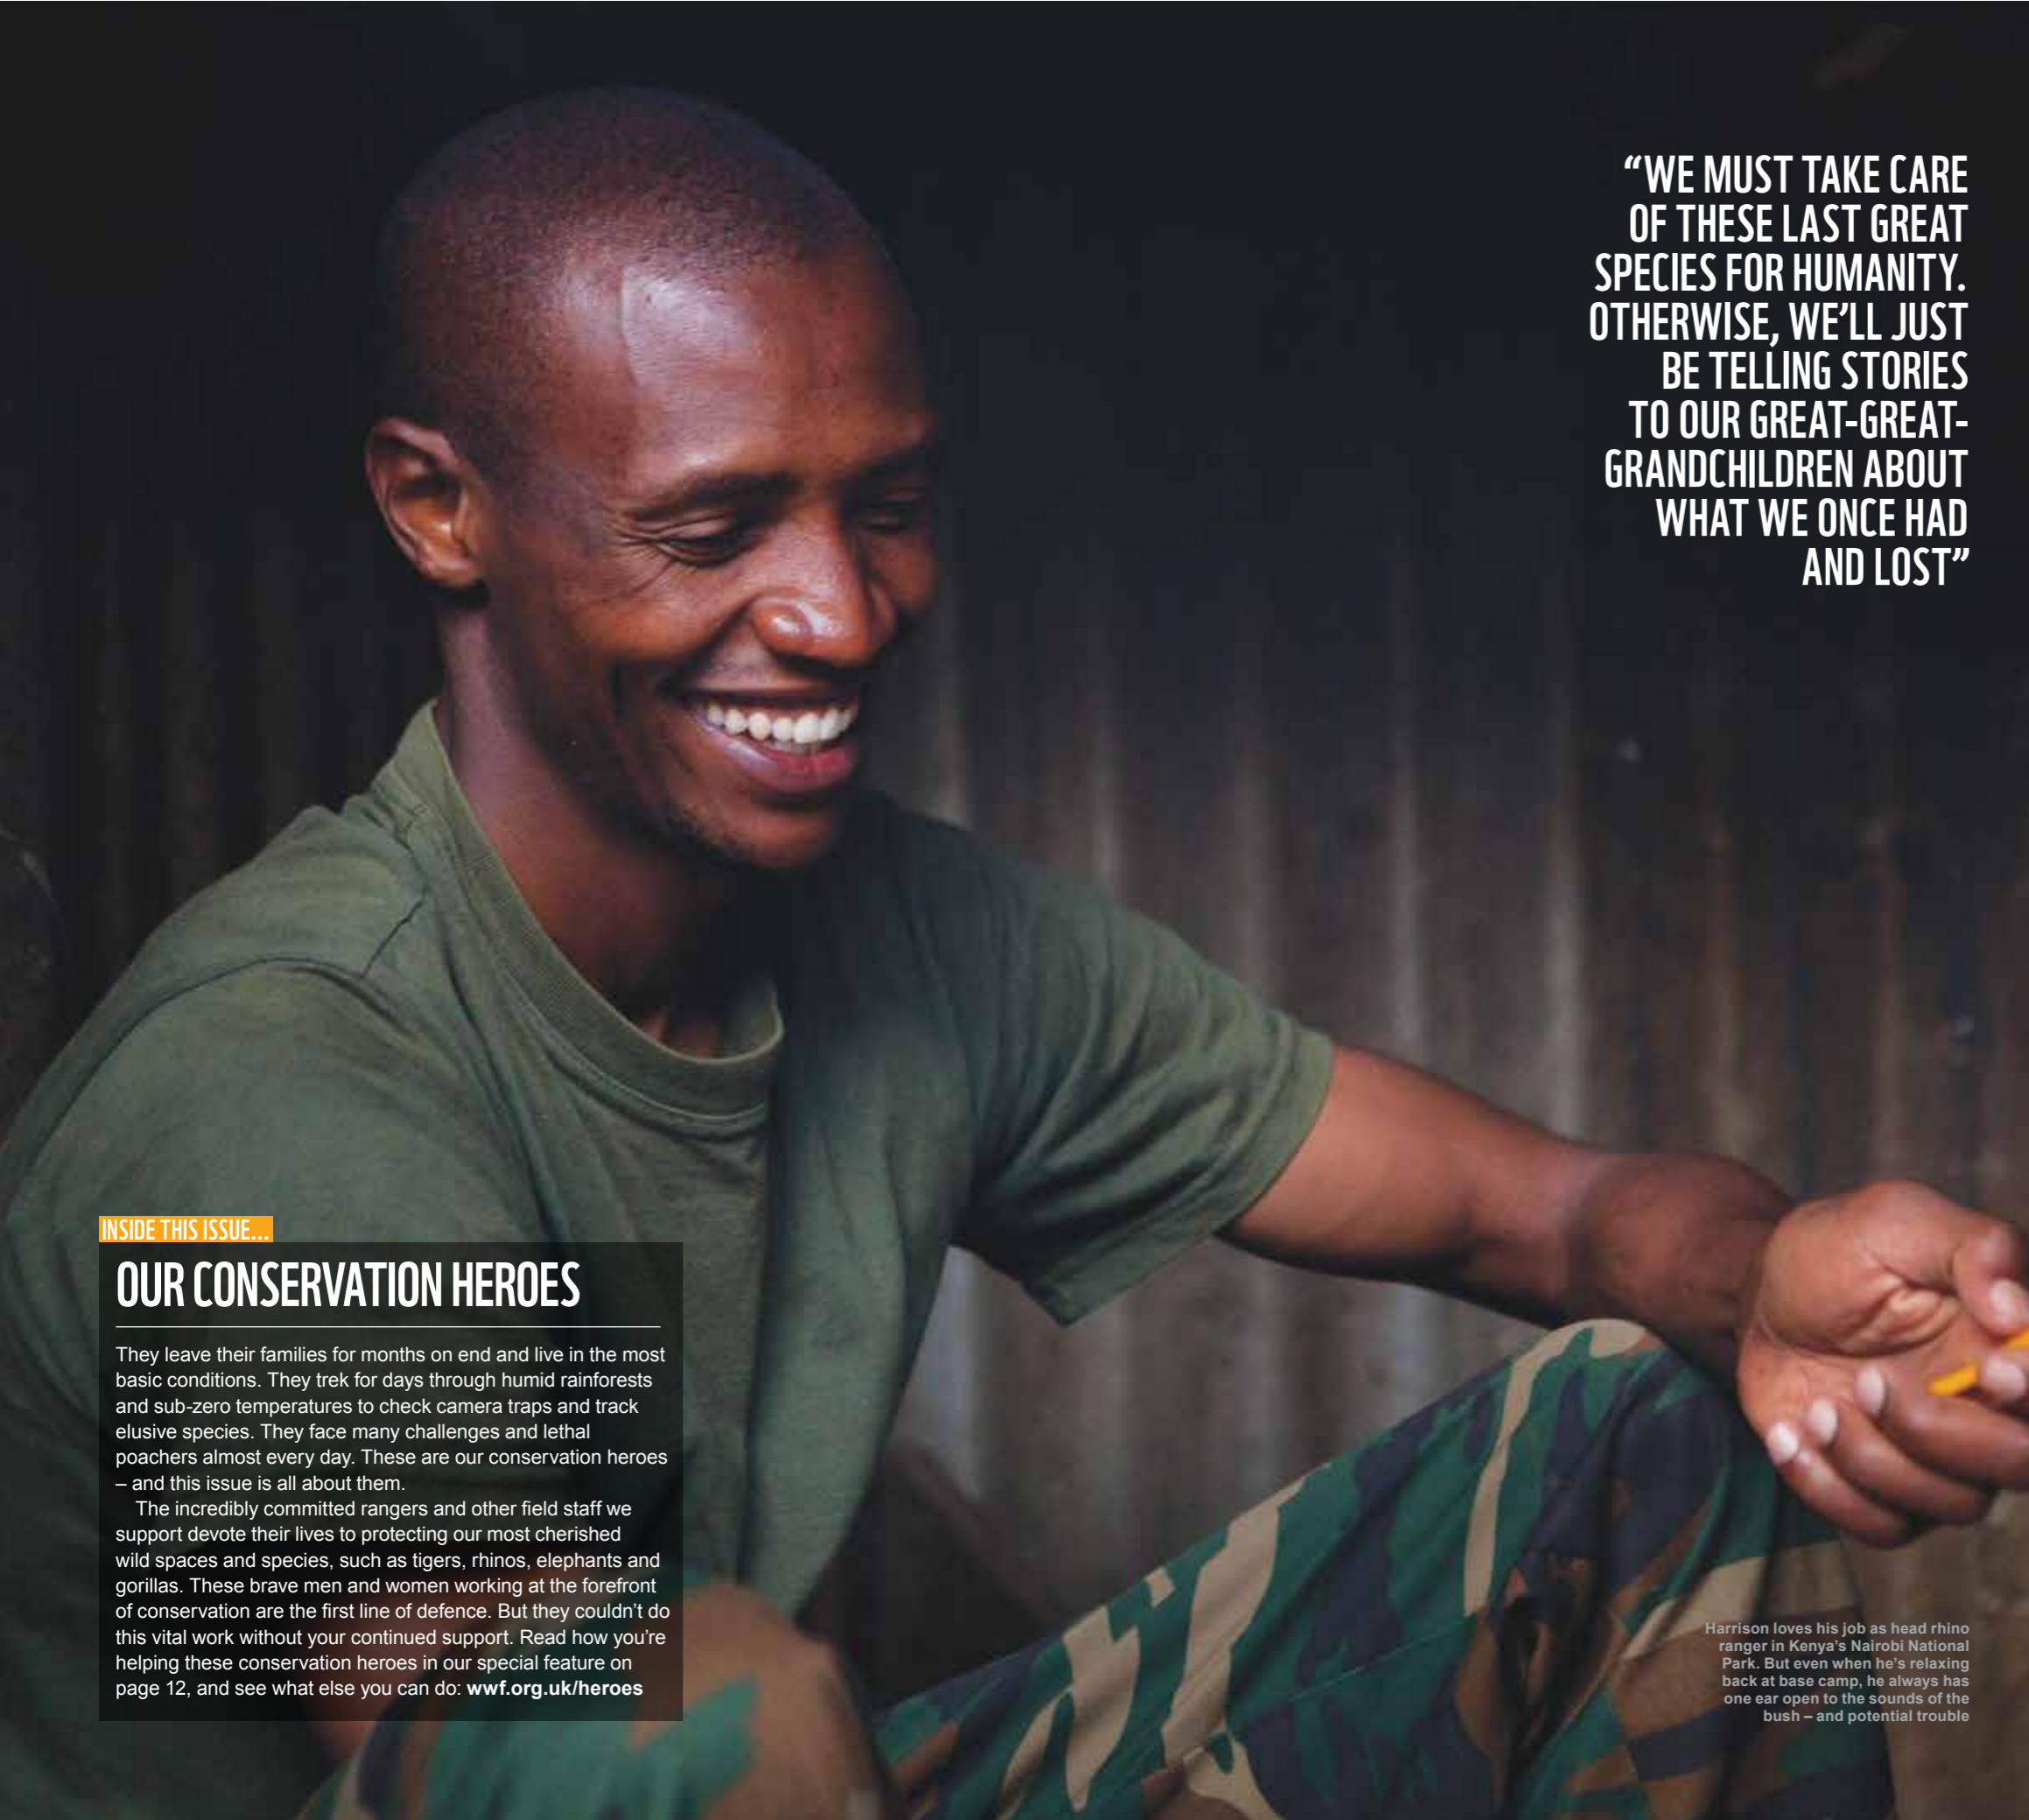 “WE MUST TAKE CARE
OF THESE LAST GREAT
SPECIES FOR HUMANITY.
OTHERWISE, WE’LL JUST
BE TELLING STORIES
TO OUR GREAT-GREAT-
GRANDCHILDREN ABOUT
WHAT WE ONCE HAD
AND LOST”
INSIDE THIS ISSUE...
OUR CONSERVATION HEROES
They leave their families for months on end and live in the most
basic conditions. They trek for days through humid rainforests
and sub-zero temperatures to check camera traps and track
elusive species. They face many challenges and lethal
poachers almost every day. These are our conservation heroes
– and this issue is all about them.
The incredibly committed rangers and other field staff we
support devote their lives to protecting our most cherished
wild spaces and species, such as tigers, rhinos, elephants and
gorillas. These brave men and women working at the forefront
of conservation are the first line of defence. But they couldn’t do
this vital work without your continued support. Read how you’re
helping these conservation heroes in our special feature on
page 12, and see what else you can do: wwf.org.uk/heroes
Harrison loves his job as head rhino
ranger in Kenya’s Nairobi National
Park. But even when he’s relaxing
back at base camp, he always has
one ear open to the sounds of the
bush – and potential trouble